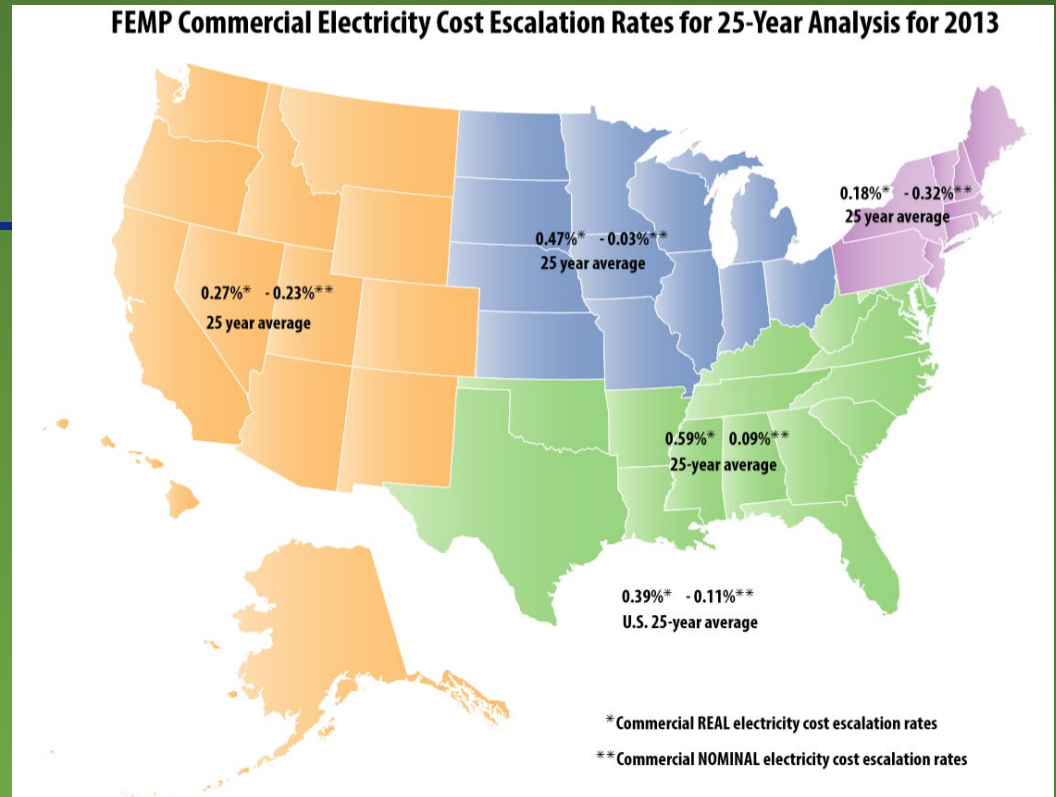 FEMP Commercial Electricity Cost Escalation Rates for 25-Year Analysis for 2013
0.18%* - 0.32%**
25 year average
0.47%* - 0.03%**
25 year average
0.27%* - 0.23%**
25 year average
0.59%* 0.09%**
25-year average
0.39%* - 0.11%**
U.S. 25-year average
*Commercial REAL electricity cost escalation rates
**Commercial NOMINAL electricity cost escalation rates